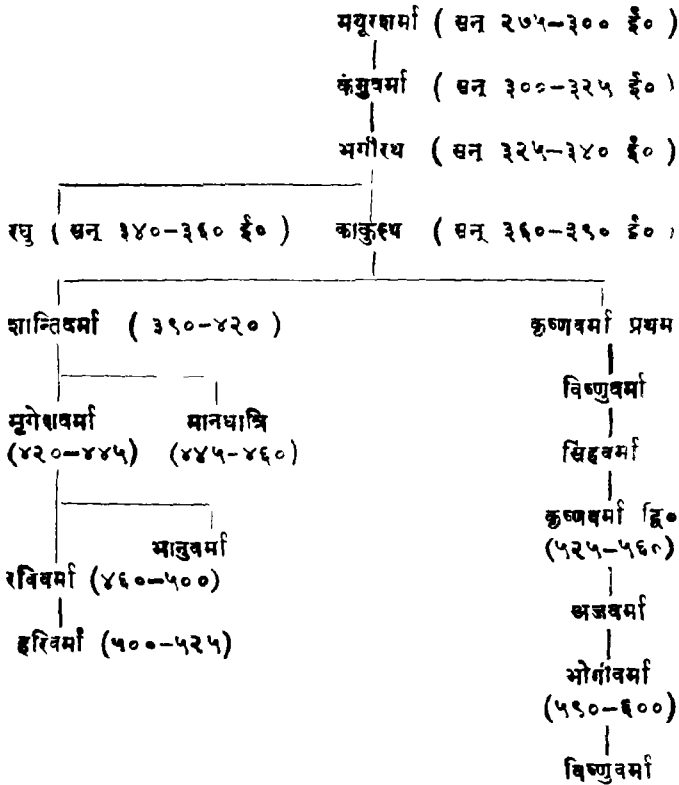 मयूरशर्मा ( सन् २७५–३०० ई० )
कंगुवर्मा ( सन् ३००–३२५ ई० )
भगीरथ ( सन् ३२५–३४० ई० )
रघु ( सन् ३४०–३६० ई० ) काकुस्थ ( सन् ३६०–३९० ई० )
शान्तिवर्मा ( ३९०–४२० ) कृष्णवर्मा प्रथम
विष्णुवर्मा
मृगेशवर्मा मानधात्रि
(४२०–४४५) (४४५-४६०) सिंहवर्मा
कृष्णवर्मा द्वि०
भानुवर्मा (५२५–५६०)
रविवर्मा (४६०–५००)
अजवर्मा
हरिवर्मा (५००–५२५)
भोगीवर्मा
(५९०–६००)
विष्णुवर्मा